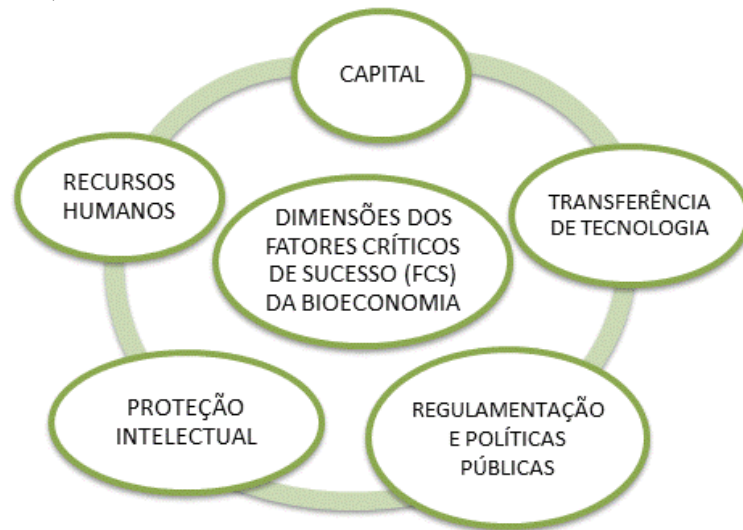 CAPITAL
RECURSOS
HUMANOS
TRANSFERÊNCIA
DE TECNOLOGIA
DIMENSÕES DOS
FATORES CRÍTICOS
DE SUCESSO (FCS)
DA BIOECONOMIA
PROTEÇÃO
INTELECTUAL
REGULAMENTAÇÃO
E POLÍTICAS
PÚBLICAS